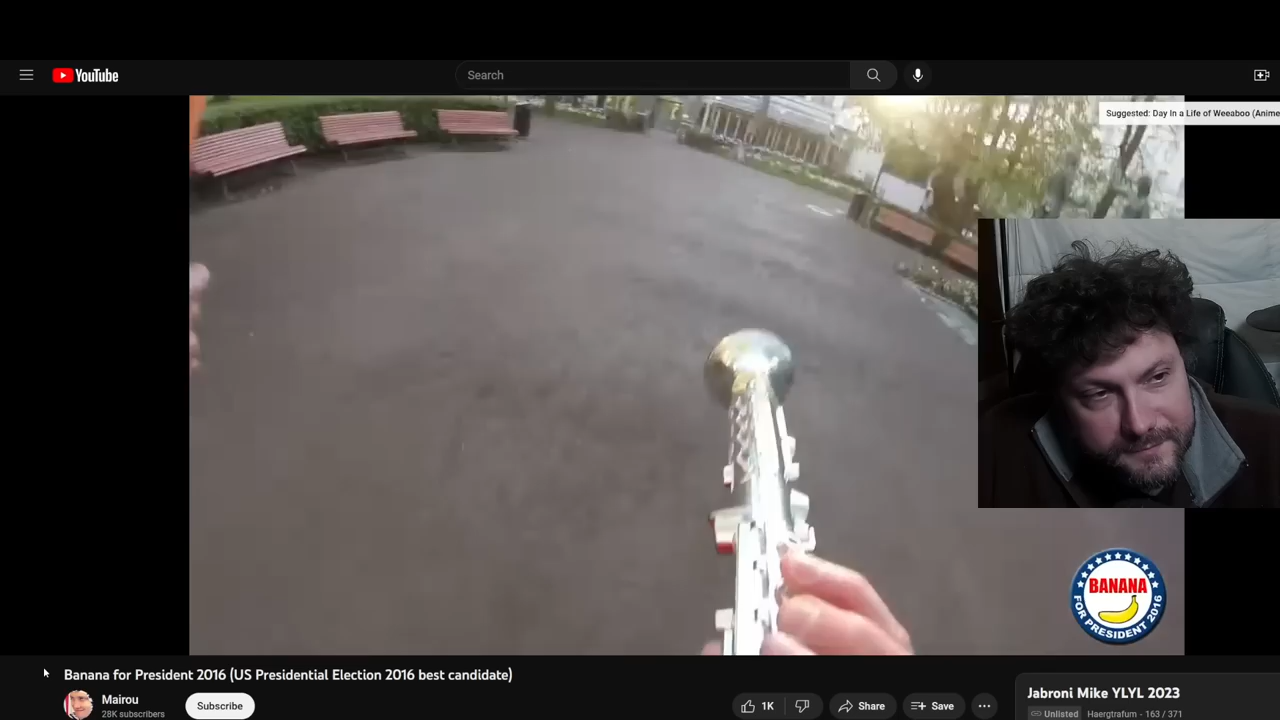 YouTube
Search
Suggested: Day In a Life of Weeaboo (Anime
BANANA
FOR PRESIDENT 2016
Banana for President 2016 (US Presidential Election 2016 best candidate)
Mairou
28K subscribers
Subscribe
1K
Share
Save
Jabroni Mike YLYL 2023
Unlisted
Haergtrafum - 163 / 371